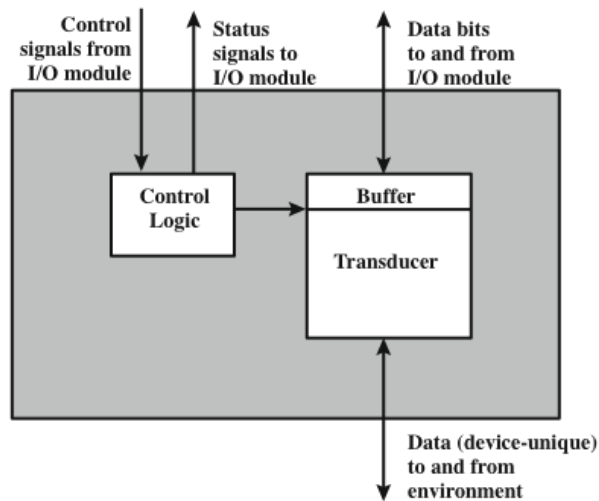 Control
signals from
I/O module
Status
signals to
I/O module
Data bits
to and from
I/O module
Control
Logic
Buffer
Transducer
Data (device-unique)
to and from
environment